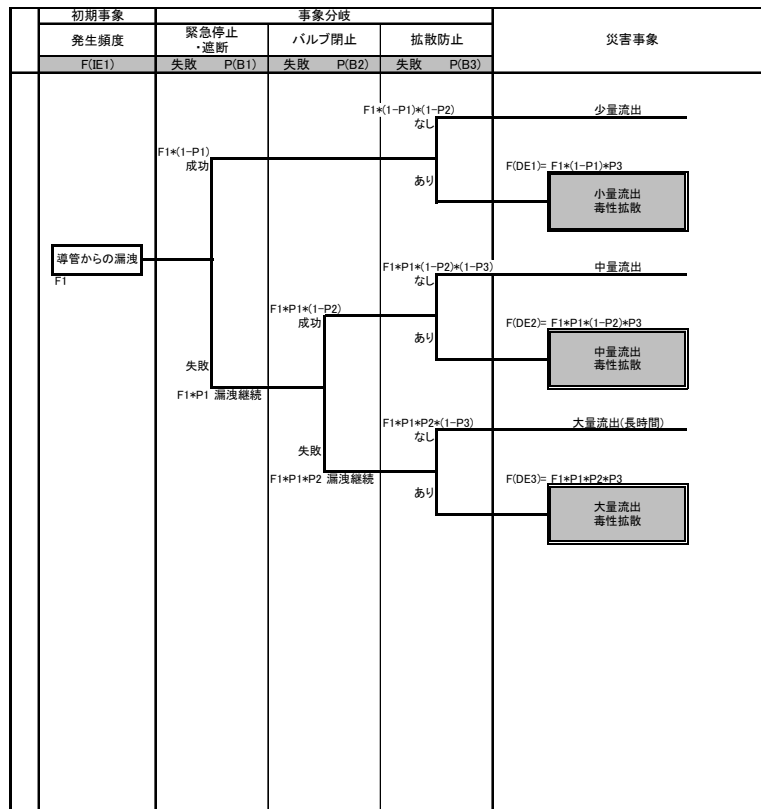 初期事象
事象分岐
発生頻度
緊急停止
・遮断
バルブ閉止
拡散防止
災害事象
F(IE1)
失敗 P(B1)
失敗 P(B2)
失敗 P(B3)
F1*(1-P1)*(1-P2)
なし
少量流出
F1*(1-P1)
成功
あり
F(DE1)= F1*(1-P1)*P3
小量流出
毒性拡散
導管からの漏洩
F1
F1*P1*(1-P2)*(1-P3)
なし
中量流出
F1*P1*(1-P2)
成功
あり
F(DE2)= F1*P1*(1-P2)*P3
中量流出
毒性拡散
失敗
F1*P1 漏洩継続
F1*P1*P2*(1-P3)
なし
大量流出(長時間)
失敗
F1*P1*P2 漏洩継続
あり
F(DE3)= F1*P1*P2*P3
大量流出
毒性拡散